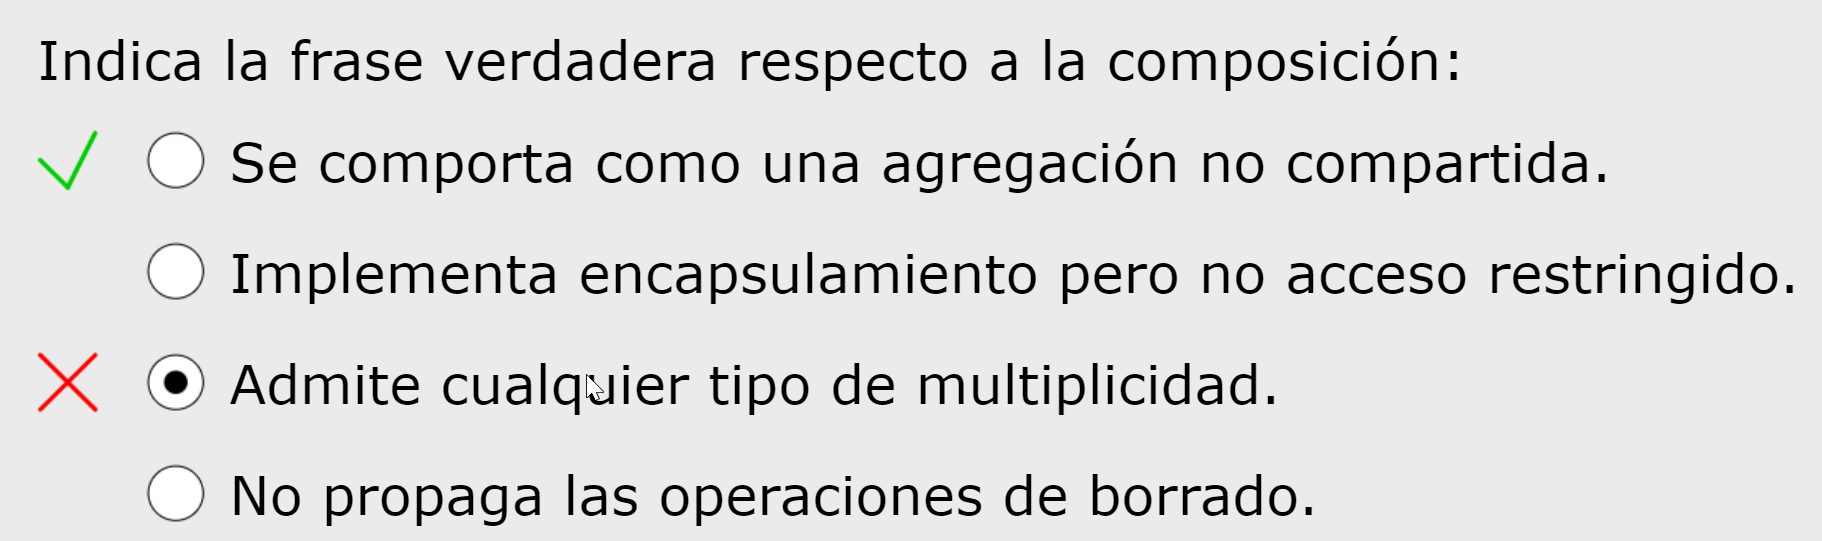 Indica la frase verdadera respecto a la composición:
Se comporta como una agregación no compartida.
Implementa encapsulamiento pero no acceso restringido.
Admite cualquier tipo de multiplicidad.
No propaga las operaciones de borrado.